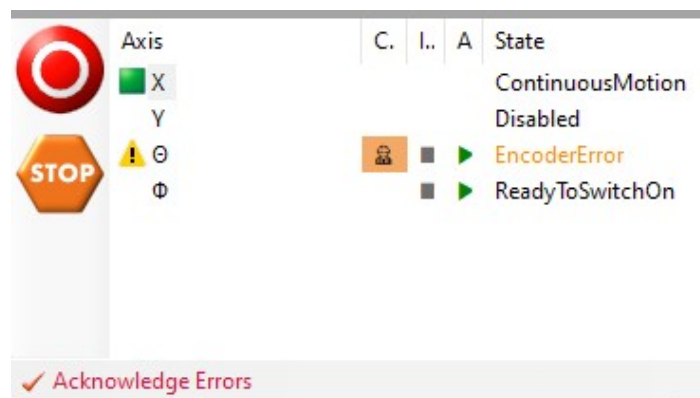 Axis C. I.. A State
X ContinuousMotion
Y Disabled
STOP
Θ EncoderError
Φ ReadyToSwitchOn
Acknowledge Errors